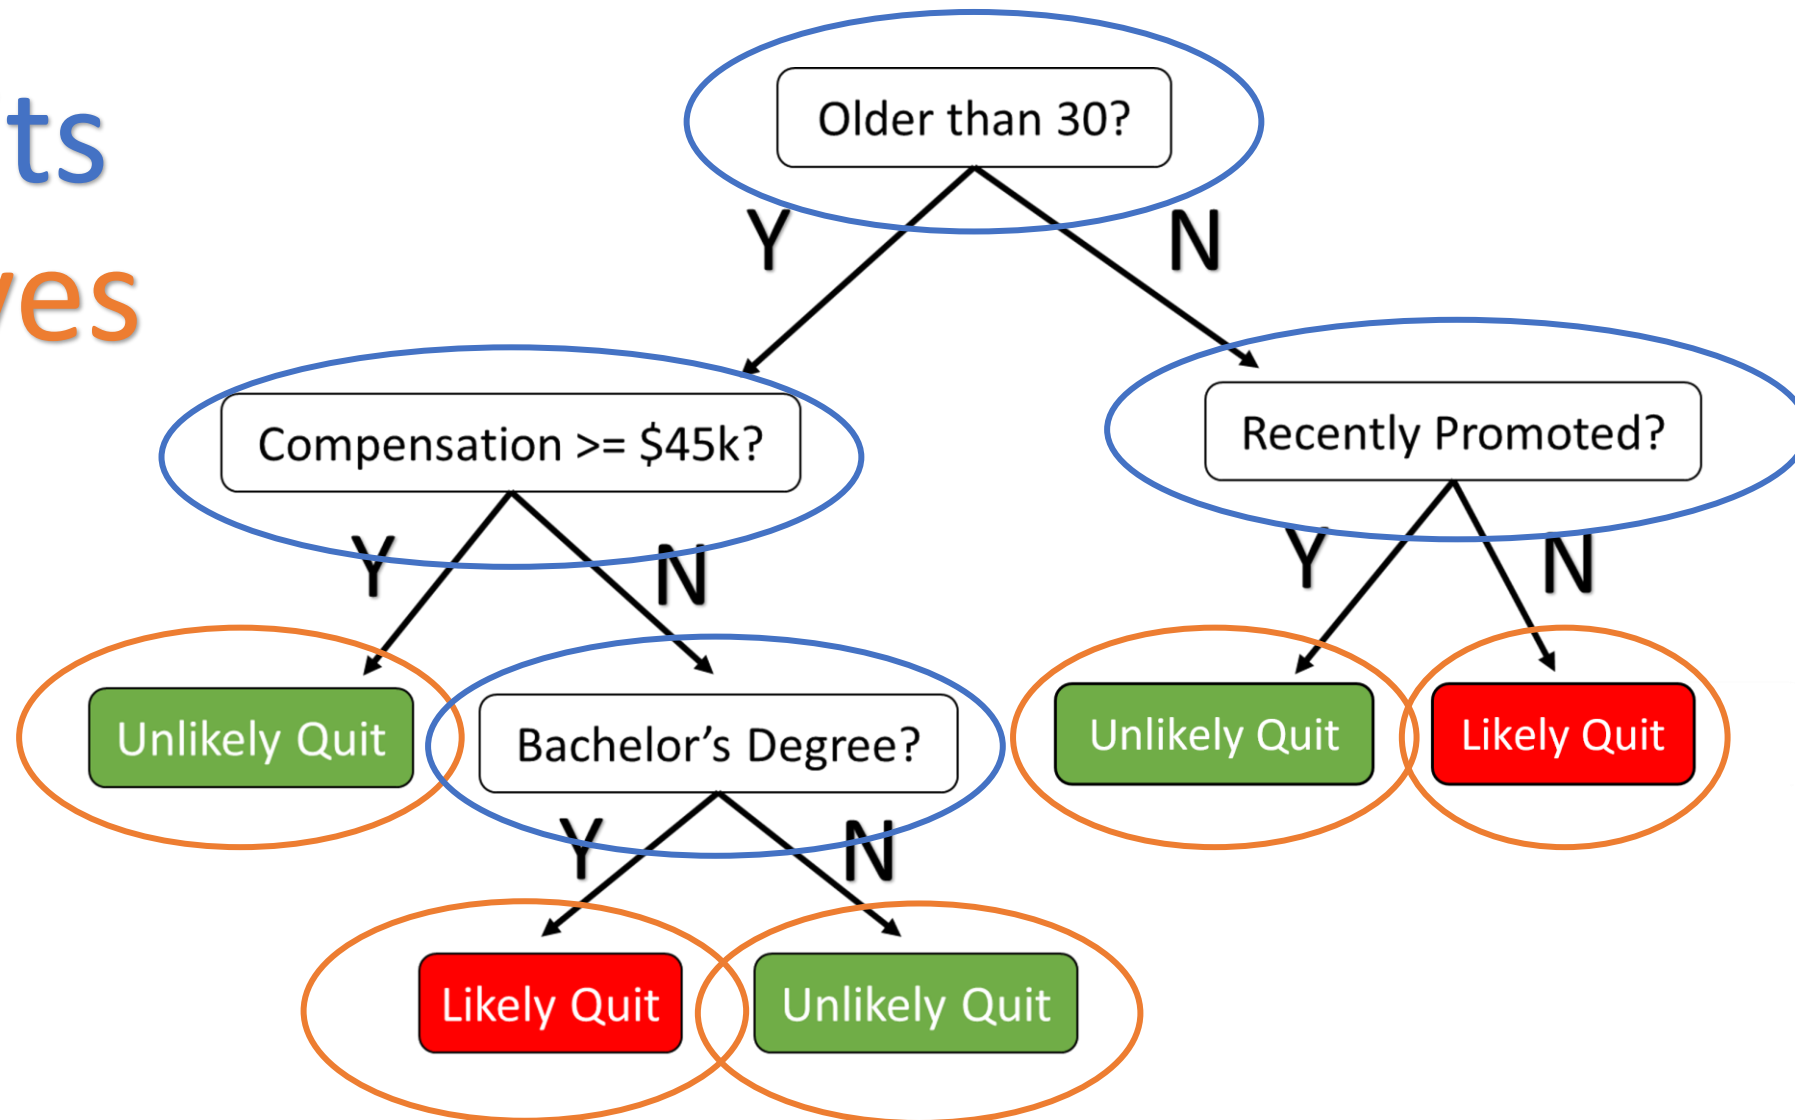 ts
ves
Older than 30?
Y
N
Compensation >= $45k?
Recently Promoted?
Y
N
Y
N
Unlikely Quit
Bachelor's Degree?
Unlikely Quit
Likely Quit
Y
N
Likely Quit
Unlikely Quit